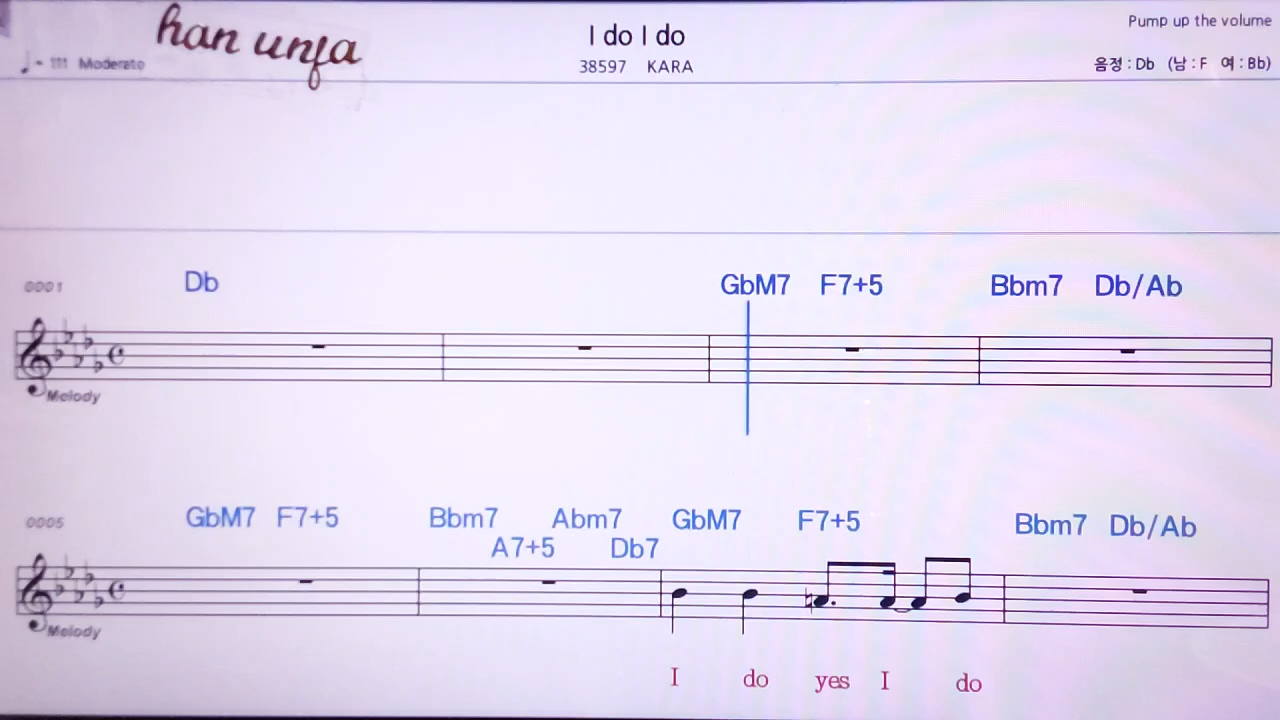 han unfa
I do I do
Pump up the volume
♩ = 111 Moderato
38597 KARA
음정 : Db (남 : F 여 : Bb)
0001
Db GbM7 F7+5 Bbm7 Db/Ab
Melody
0005
GbM7 F7+5 Bbm7 Abm7 GbM7 F7+5 Bbm7 Db/Ab
A7+5 Db7
Melody
I do yes I do